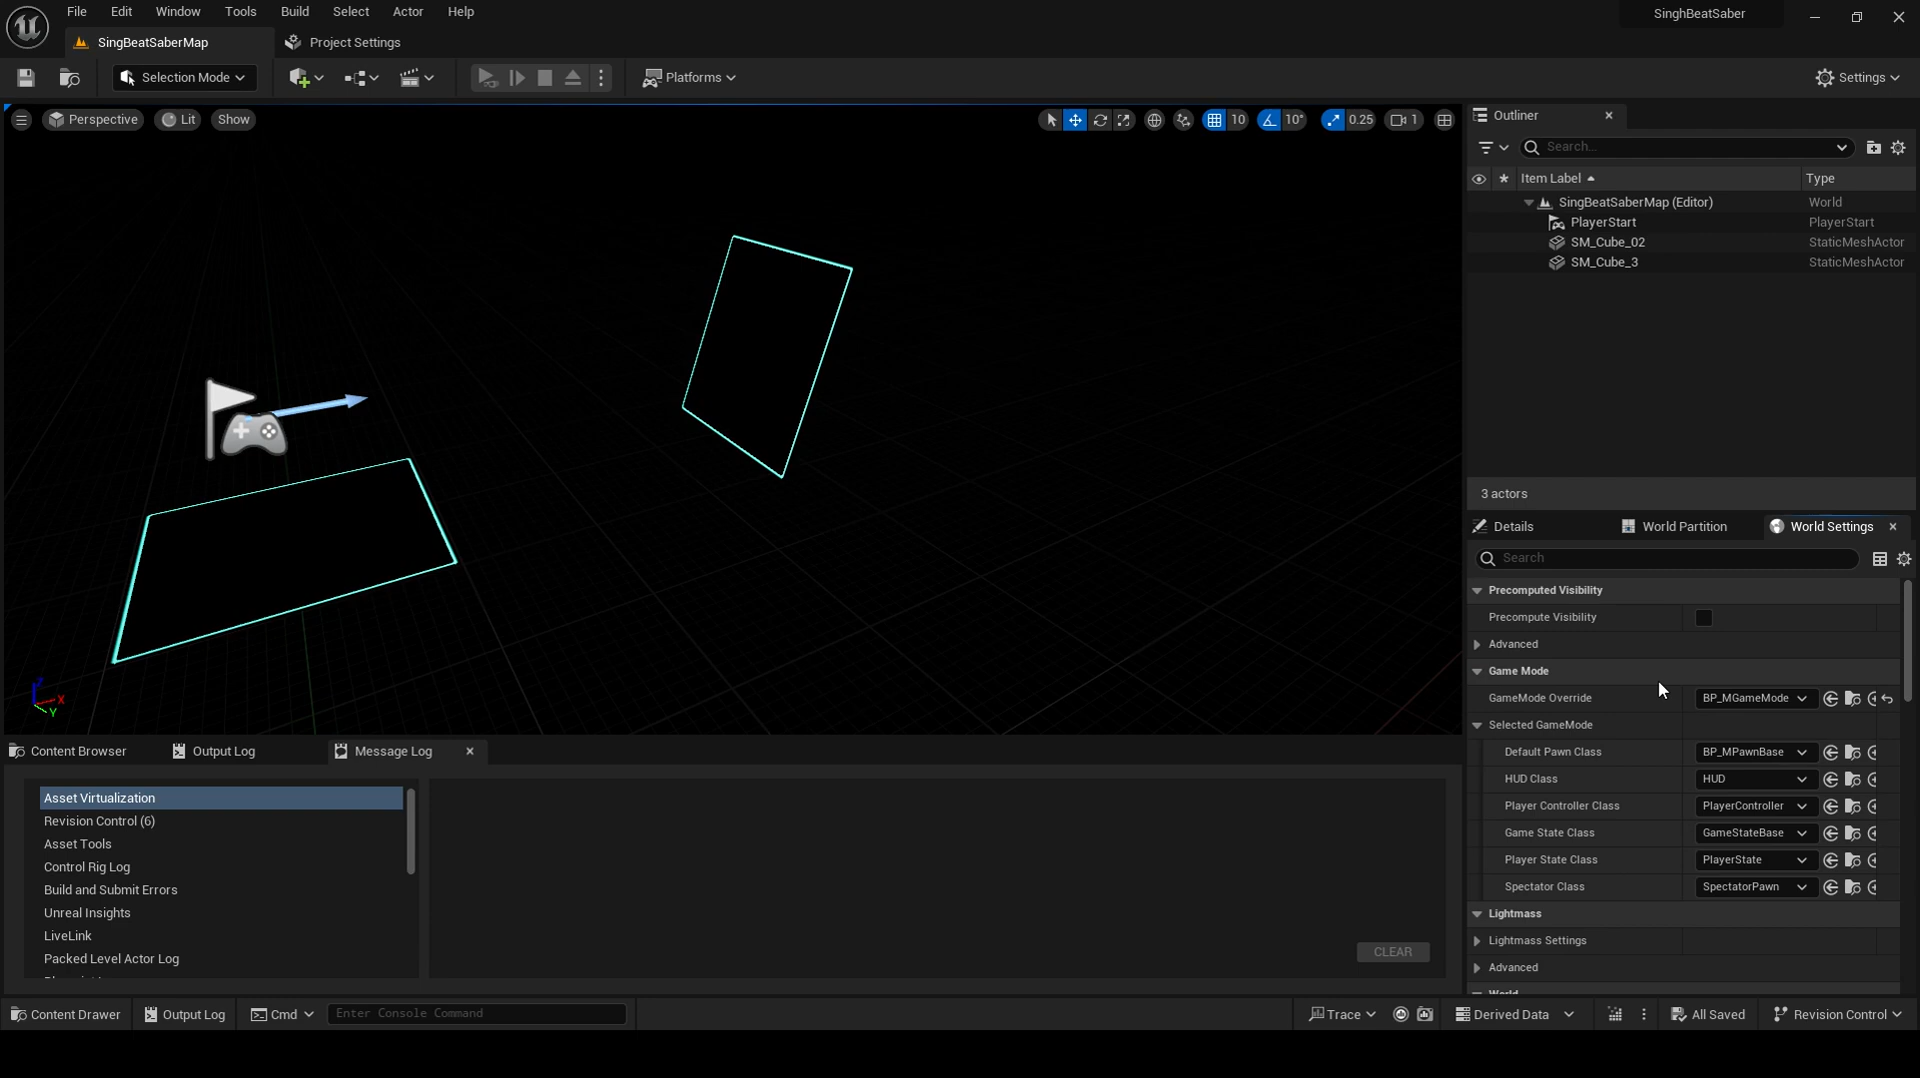 File Edit Window Tools Build Select Actor Help
SinghBeatSaber
SingBeatSaberMap
Project Settings
Selection Mode
Platforms
Settings
Perspective
Lit
Show
10
10°
0.25
1
Outliner
Search...
Item Label
Type
SingBeatSaberMap (Editor) World
PlayerStart PlayerStart
SM_Cube_02 StaticMeshActor
SM_Cube_3 StaticMeshActor
3 actors
Details
World Partition
World Settings
Search
Precomputed Visibility
Precompute Visibility
Advanced
Game Mode
GameMode Override BP_MGameMode
Selected GameMode
Default Pawn Class BP_MPawnBase
HUD Class HUD
Player Controller Class PlayerController
Game State Class GameStateBase
Player State Class PlayerState
Spectator Class SpectatorPawn
Lightmass
Lightmass Settings
Advanced
World
Z
X
Y
Content Browser
Output Log
Message Log
Asset Virtualization
Revision Control (6)
Asset Tools
Control Rig Log
Build and Submit Errors
Unreal Insights
LiveLink
Packed Level Actor Log
CLEAR
Content Drawer
Output Log
Cmd
Enter Console Command
Trace
Derived Data
All Saved
Revision Control